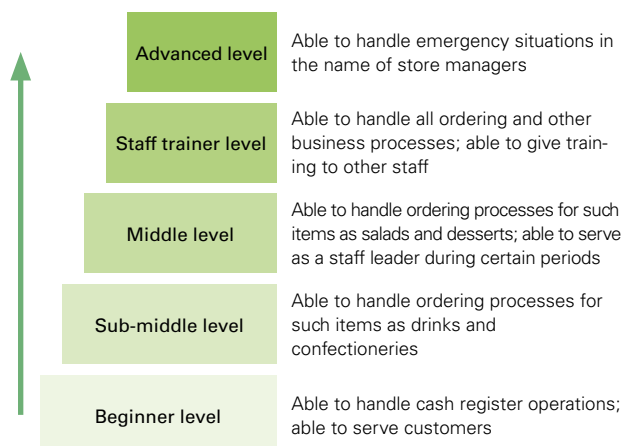 Advanced level
Able to handle emergency situations in
the name of store managers
Staff trainer level
Able to handle all ordering and other
business processes; able to give train-
ing to other staff
Middle level
Able to handle ordering processes for such
items as salads and desserts; able to serve
as a staff leader during certain periods
Sub-middle level
Able to handle ordering processes for
such items as drinks and
confectioneries
Beginner level
Able to handle cash register operations;
able to serve customers